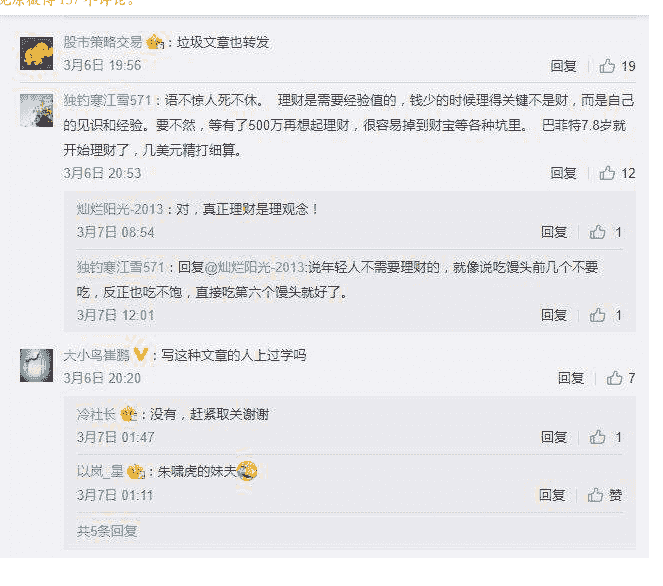 股市策略交易：垃圾文章也转发
3月6日 19:56 回复 19
独钓寒江雪571：语不惊人死不休。 理财是需要经验值的，钱少的时候理得关键不是财，而是自己
的见识和经验。要不然，等有了500万再想起理财，很容易掉到财宝等各种坑里。 巴菲特7.8岁就
开始理财了，几美元精打细算。
3月6日 20:53 回复 12
灿烂阳光-2013：对，真正理财是理观念！
3月7日 08:54 回复 1
独钓寒江雪571：回复@灿烂阳光-2013:说年轻人不需要理财的，就像说吃馒头前几个不要
吃，反正也吃不饱，直接吃第六个馒头就好了。
3月7日 12:01 回复 1
大小鸟崔鹏：写这种文章的人上过学吗
3月6日 20:20 回复 7
冷社长：没有，赶紧取关谢谢
3月7日 01:47 回复 1
以岚_星：朱啸虎的妹夫
3月7日 01:11 回复 赞
共5条回复